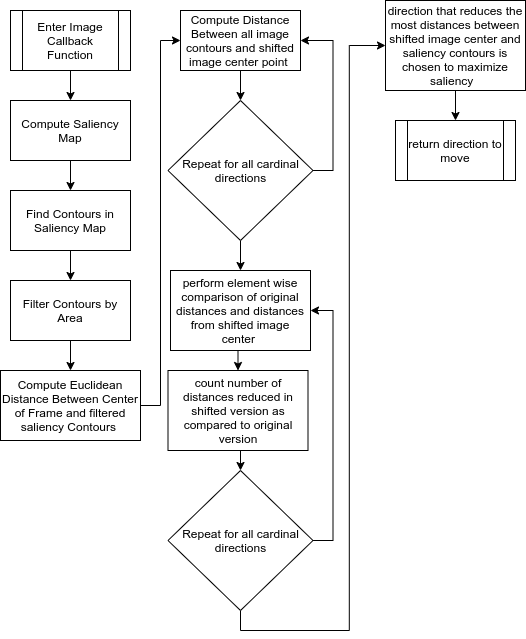 Enter Image
Callback
Function
Compute Saliency
Map
Find Contours in
Saliency Map
Filter Contours by
Area
Compute Euclidean
Distance Between Center
of Frame and filtered
saliency Contours
Compute Distance
Between all image
contours and shifted
image center point
Repeat for all cardinal
directions
perform element wise
comparison of original
distances and distances
from shifted image
center
count number of
distances reduced in
shifted version as
compared to original
version
Repeat for all cardinal
directions
direction that reduces the
most distances between
shifted image center and
saliency contours is
chosen to maximize
saliency
return direction to
move